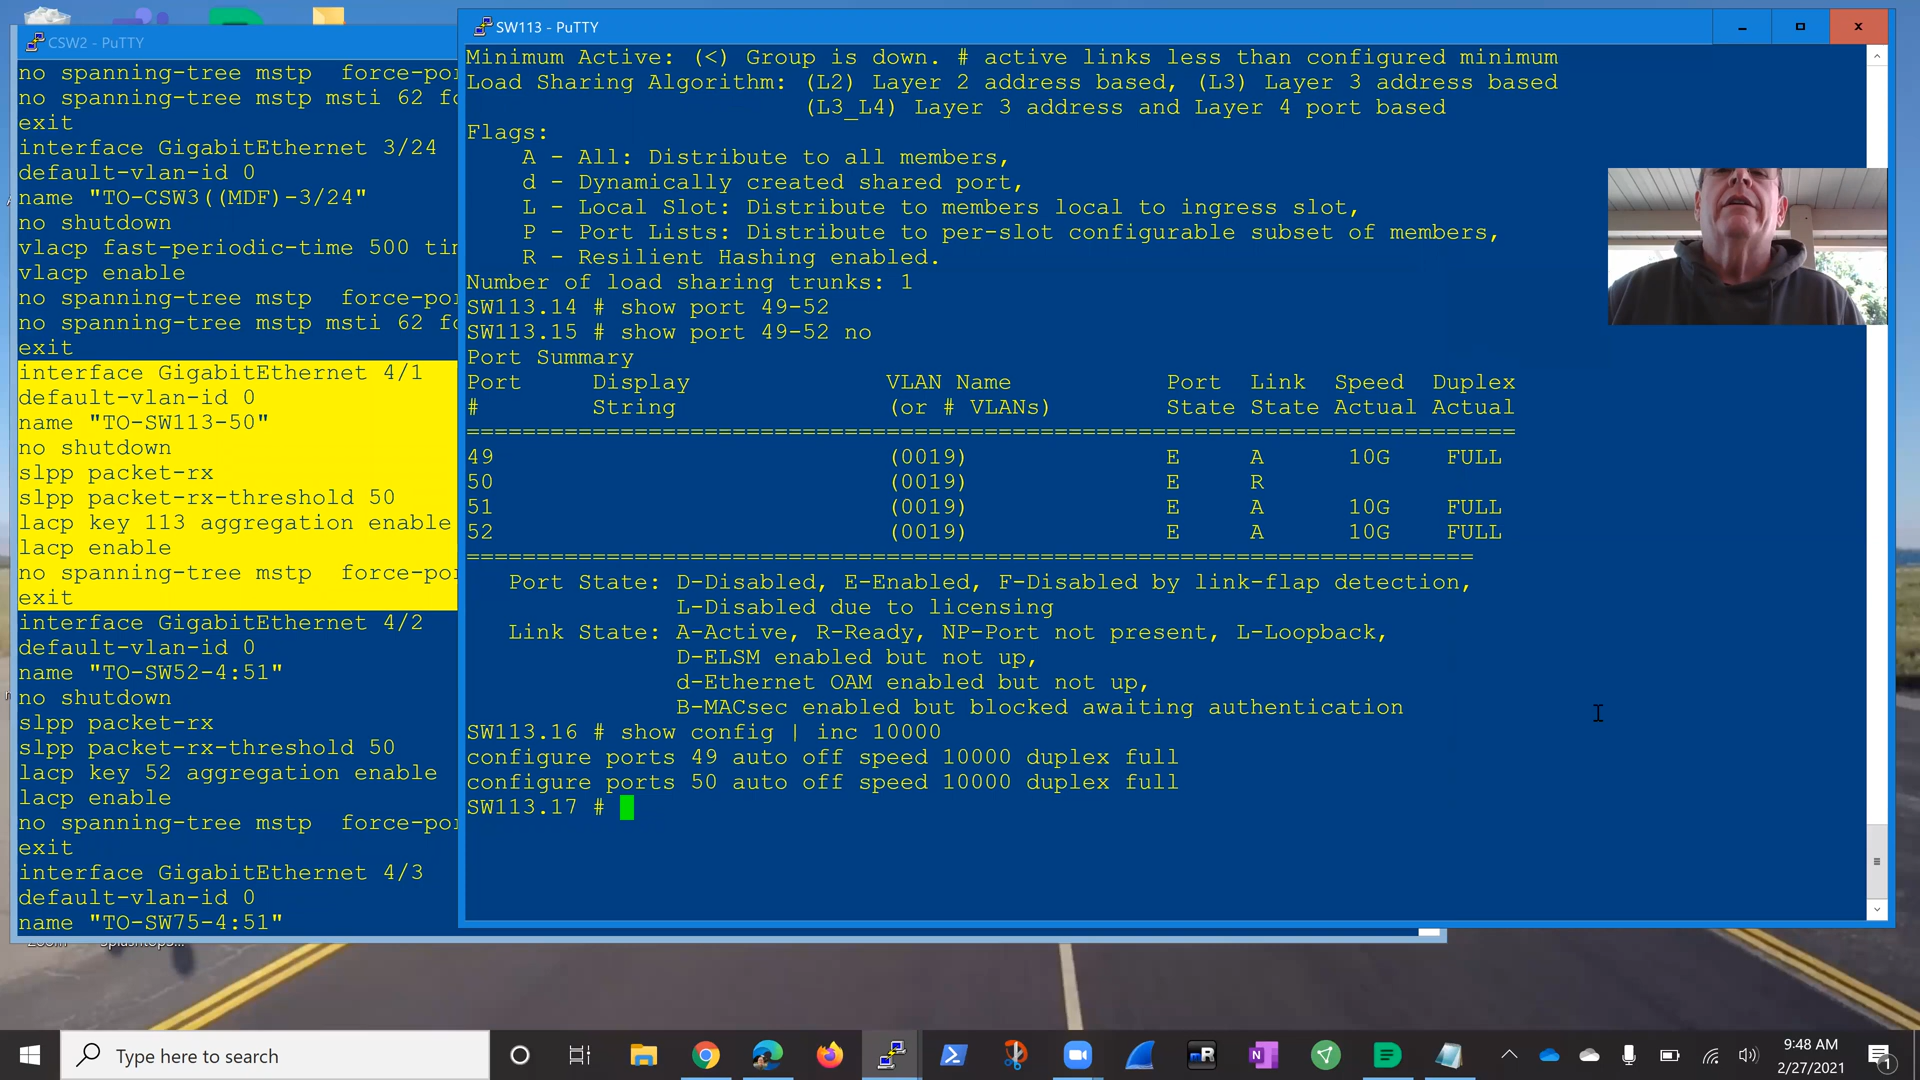 CSW2 - PuTTY
no spanning-tree mstp  force-por
no spanning-tree mstp msti 62 fo
exit
interface GigabitEthernet 3/24
default-vlan-id 0
name "TO-CSW3((MDF)-3/24"
no shutdown
vlacp fast-periodic-time 500 tim
vlacp enable
no spanning-tree mstp  force-por
no spanning-tree mstp msti 62 fo
exit
interface GigabitEthernet 4/1
default-vlan-id 0
name "TO-SW113-50"
no shutdown
slpp packet-rx
slpp packet-rx-threshold 50
lacp key 113 aggregation enable
lacp enable
no spanning-tree mstp  force-por
exit
interface GigabitEthernet 4/2
default-vlan-id 0
name "TO-SW52-4:51"
no shutdown
slpp packet-rx
slpp packet-rx-threshold 50
lacp key 52 aggregation enable
lacp enable
no spanning-tree mstp  force-por
exit
interface GigabitEthernet 4/3
default-vlan-id 0
name "TO-SW75-4:51"
SW113 - PuTTY
Minimum Active: (<) Group is down. # active links less than configured minimum
Load Sharing Algorithm: (L2) Layer 2 address based, (L3) Layer 3 address based
(L3_L4) Layer 3 address and Layer 4 port based
Flags:
A - All: Distribute to all members,
d - Dynamically created shared port,
L - Local Slot: Distribute to members local to ingress slot,
P - Port Lists: Distribute to per-slot configurable subset of members,
R - Resilient Hashing enabled.
Number of load sharing trunks: 1
SW113.14 # show port 49-52
SW113.15 # show port 49-52 no
Port Summary
Port Display VLAN Name Port Link Speed Duplex
# String (or # VLANs) State State Actual Actual
==========================================================================
49 (0019) E A 10G FULL
50 (0019) E R
51 (0019) E A 10G FULL
52 (0019) E A 10G FULL
========================================================================
Port State: D-Disabled, E-Enabled, F-Disabled by link-flap detection,
L-Disabled due to licensing
Link State: A-Active, R-Ready, NP-Port not present, L-Loopback,
D-ELSM enabled but not up,
d-Ethernet OAM enabled but not up,
B-MACsec enabled but blocked awaiting authentication
SW113.16 # show config | inc 10000
configure ports 49 auto off speed 10000 duplex full
configure ports 50 auto off speed 10000 duplex full
SW113.17 #
Type here to search
9:48 AM
2/27/2021
1